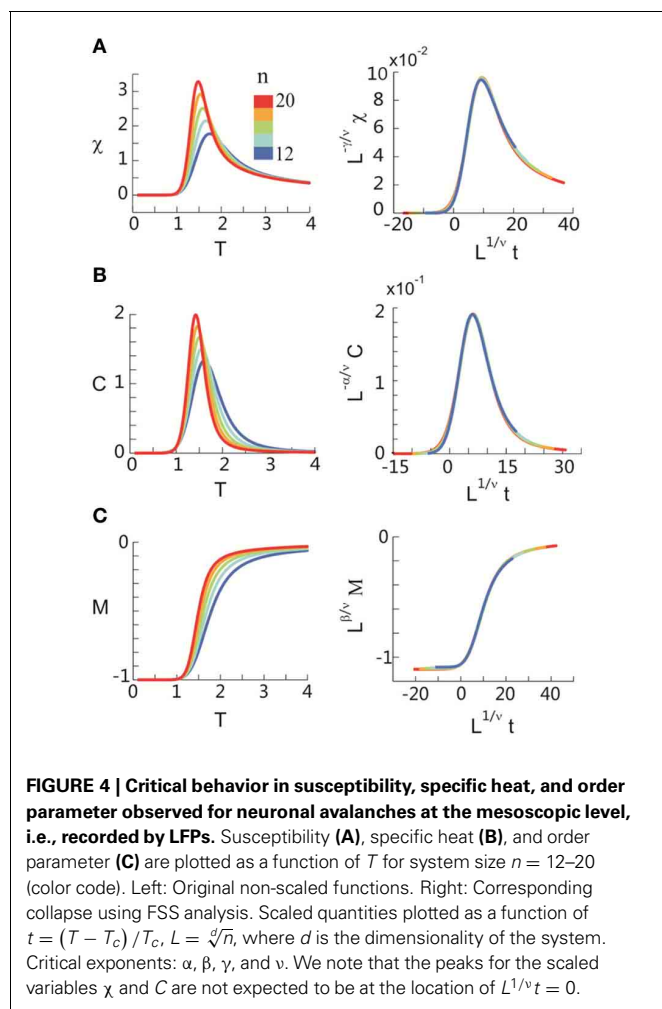 A
χ
3
2
1
0
0 1 2 3 4
T
n
20
12
x10⁻²
10
8
6
4
2
0
-20 0 20 40
L^{-γ/ν} χ
L^{1/ν} t
B
C
2
1
0
0 1 2 3 4
T
x10⁻¹
2
1
0
-15 0 15 30
L^{-α/ν} C
L^{1/ν} t
C
M
0
-1
0 1 2 3 4
T
0
-1
-20 0 20 40
L^{β/ν} M
L^{1/ν} t
FIGURE 4 | Critical behavior in susceptibility, specific heat, and order
parameter observed for neuronal avalanches at the mesoscopic level,
i.e., recorded by LFPs. Susceptibility (A), specific heat (B), and order
parameter (C) are plotted as a function of T for system size n = 12–20
(color code). Left: Original non-scaled functions. Right: Corresponding
collapse using FSS analysis. Scaled quantities plotted as a function of
t = (T − T_c) /T_c, L = ᵈ√n, where d is the dimensionality of the system.
Critical exponents: α, β, γ, and ν. We note that the peaks for the scaled
variables χ and C are not expected to be at the location of L^{1/ν}t = 0.